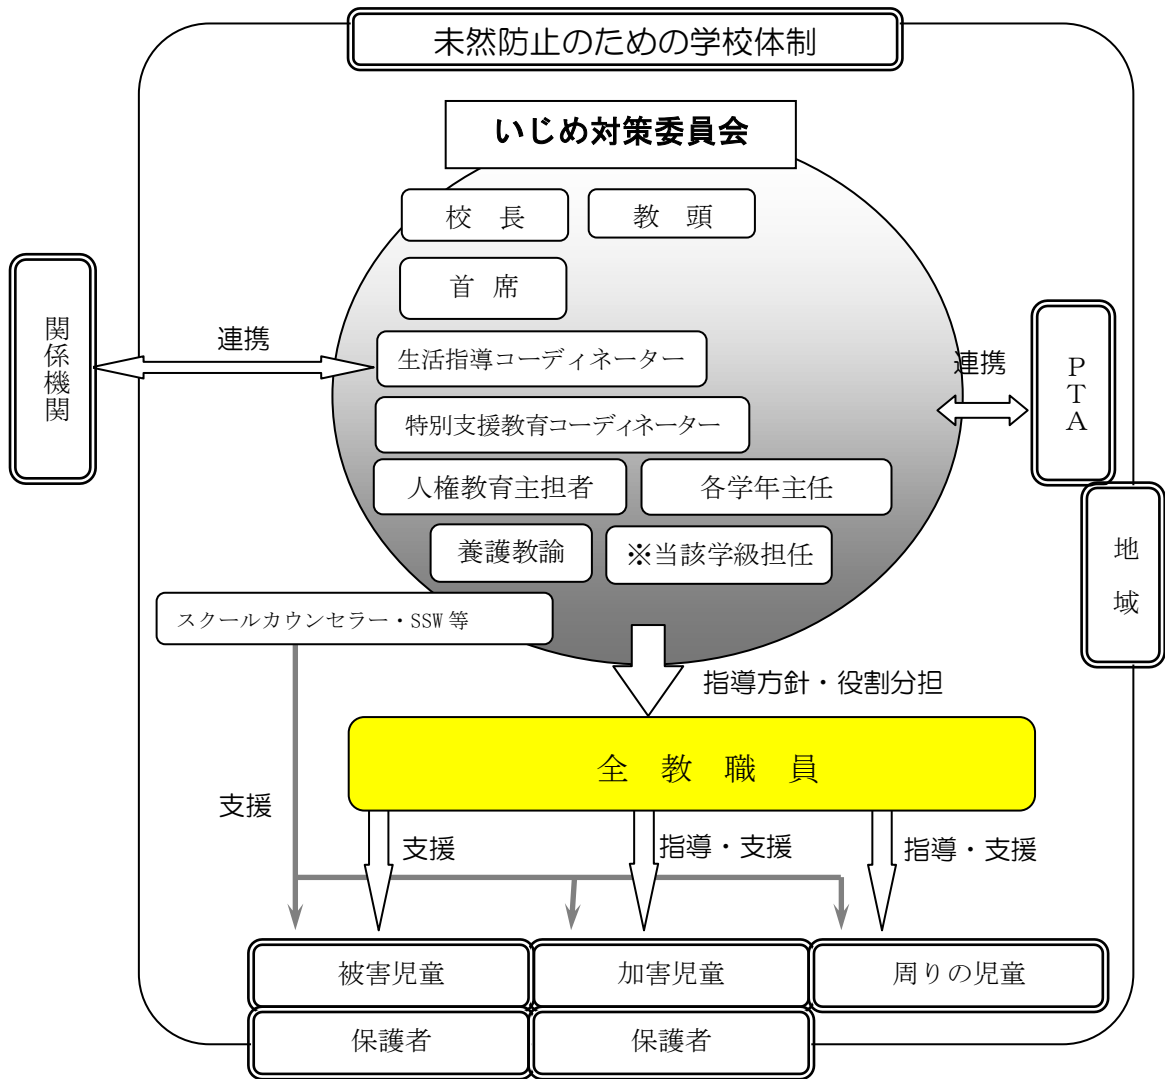 未然防止のための学校体制
いじめ対策委員会
校 長
教 頭
首 席
関係機関
連携
生活指導コーディネーター
連携
PTA
特別支援教育コーディネーター
人権教育主担者
各学年主任
養護教諭
※当該学級担任
地域
スクールカウンセラー・SSW 等
指導方針・役割分担
全 教 職 員
支援
支援
指導・支援
指導・支援
被害児童
加害児童
周りの児童
保護者
保護者